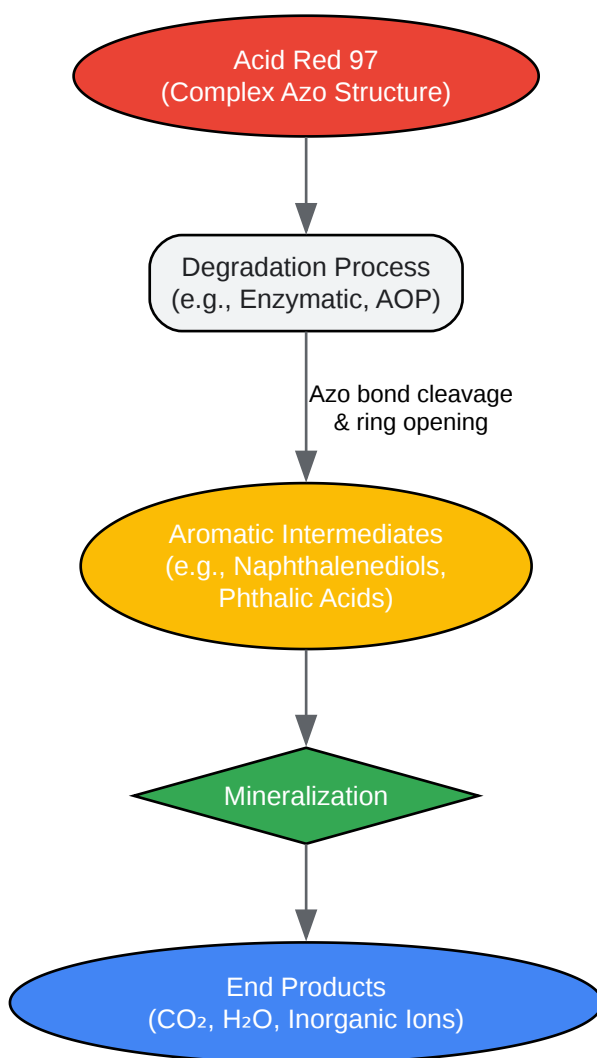 Acid Red 97
(Complex Azo Structure)
Degradation Process
(e.g., Enzymatic, AOP)
Azo bond cleavage
& ring opening
Aromatic Intermediates
(e.g., Naphthalenediols,
Phthalic Acids)
Mineralization
End Products
(CO₂, H₂O, Inorganic Ions)